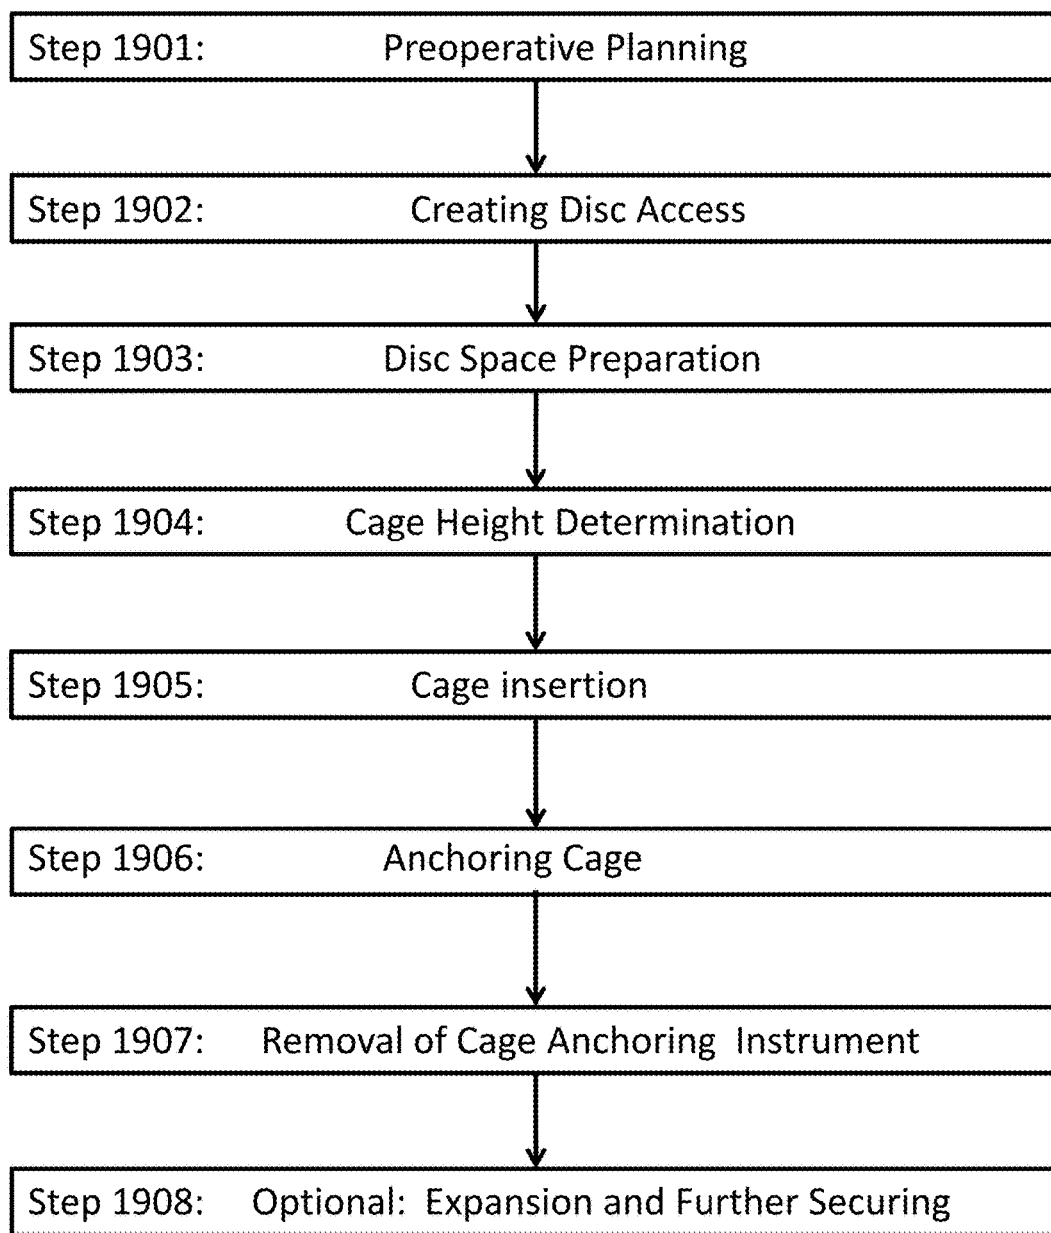 Step 1901: Preoperative Planning
Step 1902: Creating Disc Access
Step 1903: Disc Space Preparation
Step 1904: Cage Height Determination
Step 1905: Cage insertion
Step 1906: Anchoring Cage
Step 1907: Removal of Cage Anchoring Instrument
Step 1908: Optional: Expansion and Further Securing